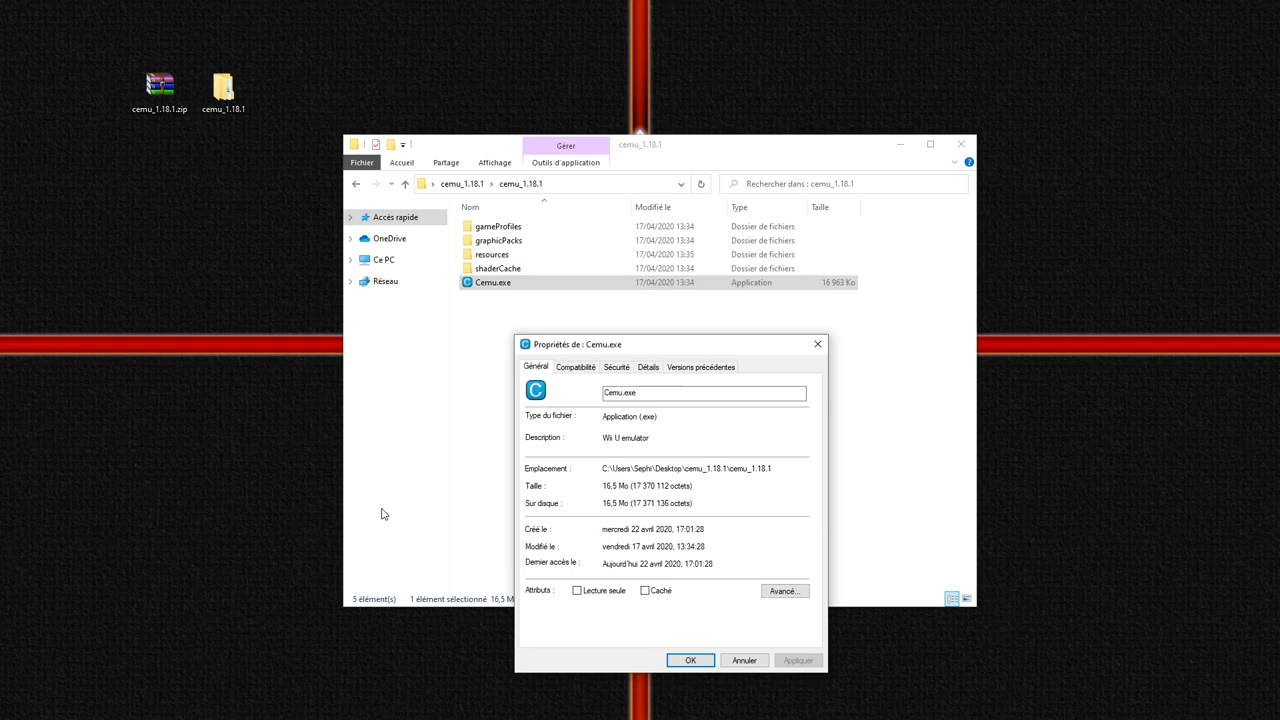 cemu_1.18.1.zip
cemu_1.18.1
Gérer
cemu_1.18.1
Fichier
Accueil
Partage
Affichage
Outils d'application
cemu_1.18.1 > cemu_1.18.1
Rechercher dans : cemu_1.18.1
Nom
Modifié le
Type
Taille
Accès rapide
OneDrive
Ce PC
Réseau
gameProfiles 17/04/2020 13:34 Dossier de fichiers
graphicPacks 17/04/2020 13:34 Dossier de fichiers
resources 17/04/2020 13:35 Dossier de fichiers
shaderCache 17/04/2020 13:34 Dossier de fichiers
Cemu.exe 17/04/2020 13:34 Application 16 963 Ko
Propriétés de : Cemu.exe
Général Compatibilité Sécurité Détails Versions précédentes
C
Cemu.exe
Type du fichier : Application (.exe)
Description : Wii U emulator
Emplacement : C:\Users\Sephi\Desktop\cemu_1.18.1\cemu_1.18.1
Taille : 16,5 Mo (17 370 112 octets)
Sur disque : 16,5 Mo (17 371 136 octets)
Créé le : mercredi 22 avril 2020, 17:01:28
Modifié le : vendredi 17 avril 2020, 13:34:28
Dernier accès le : Aujourd'hui 22 avril 2020, 17:01:28
Attributs : Lecture seule Caché Avancé...
5 élément(s) 1 élément sélectionné 16,5 M
OK Annuler Appliquer